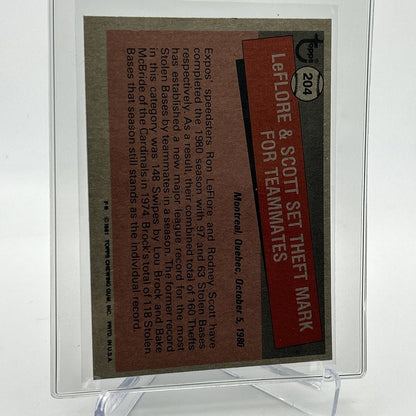 Topps
204
LeFLORE & SCOTT SET THEFT MARK
FOR TEAMMATES
Montreal, Quebec, October 5, 1980
Expos' speedsters Ron LeFlore and Rodney Scott have
completed the 1980 season with 97 and 63 Stolen Bases
respectively. As a result, their combined total of 160 Thefts
has established a new major league record for the most
Stolen Bases by teammates in a season. The former record
in this category was 148 Swipes by Lou Brock and Bake
McBride of the Cardinals in 1974. Brock's total of 118 Stolen
Bases that season still stands as the individual record.
© 1981 TOPPS CHEWING GUM, INC. PRTD. IN U.S.A.